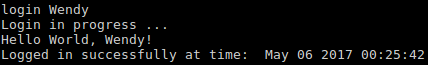 login Wendy
Login in progress ...
Hello World, Wendy!
Logged in successfully at time:  May 06 2017 00:25:42